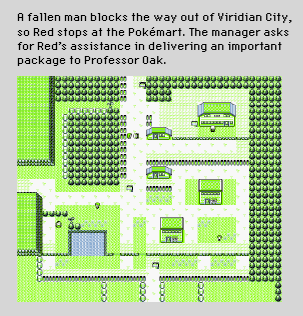 A fallen man blocks the way out of Viridian City,
so Red stops at the Pokémart. The manager asks
for Red's assistance in delivering an important
package to Professor Oak.